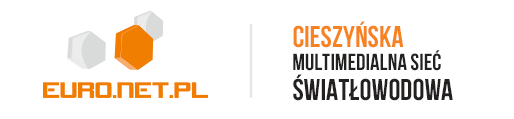 EURO.NET.PL
CIESZYŃSKA
MULTIMEDIALNA SIEĆ
ŚWIATŁOWODOWA